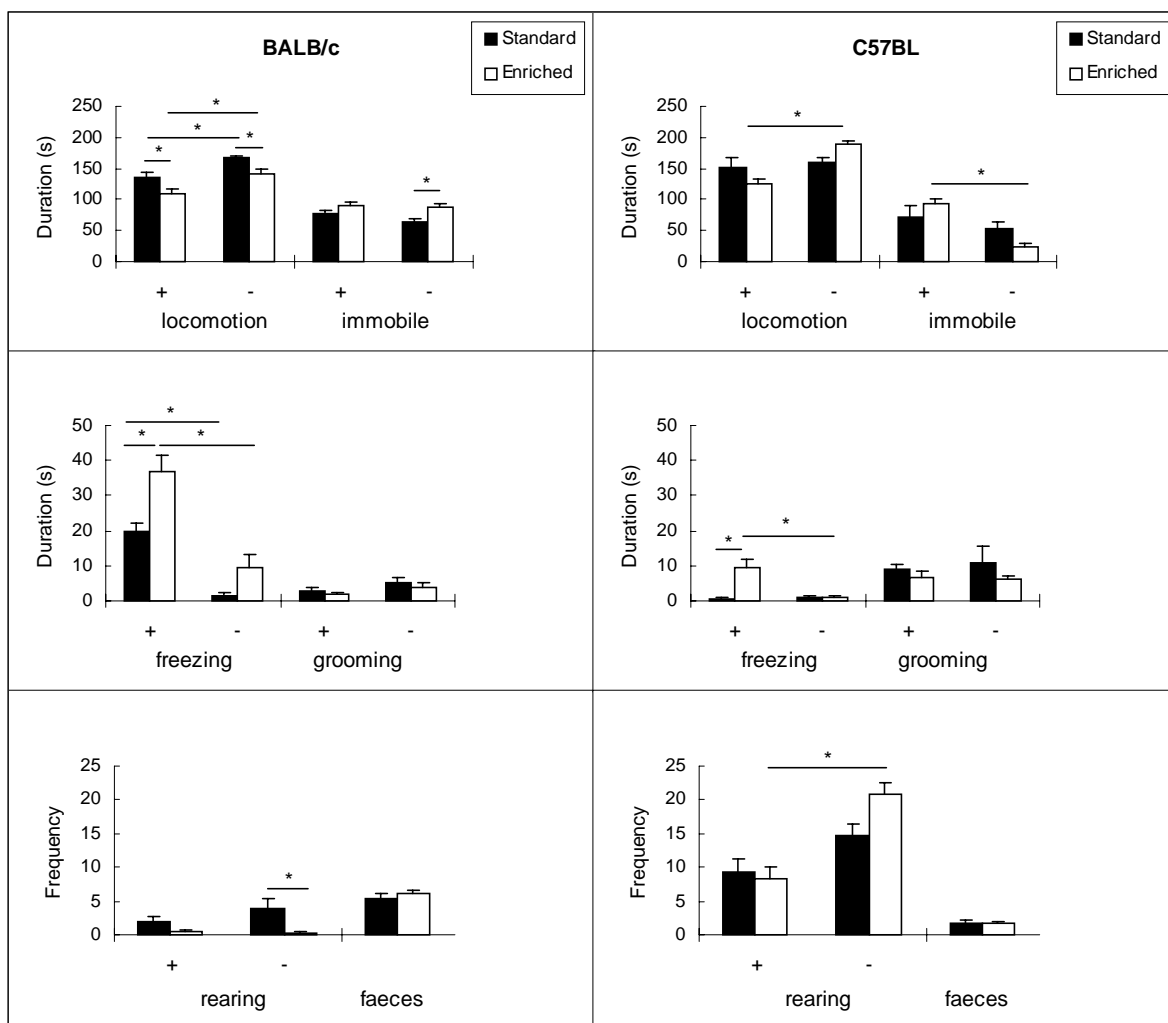 BALB/c
Standard
Enriched
* * * *
*
250
200
150
100
50
0
Duration (s)
+ - + -
locomotion immobile
C57BL
Standard
Enriched
*
*
250
200
150
100
50
0
Duration (s)
+ - + -
locomotion immobile
*
* *
50
40
30
20
10
0
Duration (s)
+ - + -
freezing grooming
*
*
50
40
30
20
10
0
Duration (s)
+ - + -
freezing grooming
*
25
20
15
10
5
0
Frequency
+ -
rearing faeces
*
25
20
15
10
5
0
Frequency
+ -
rearing faeces